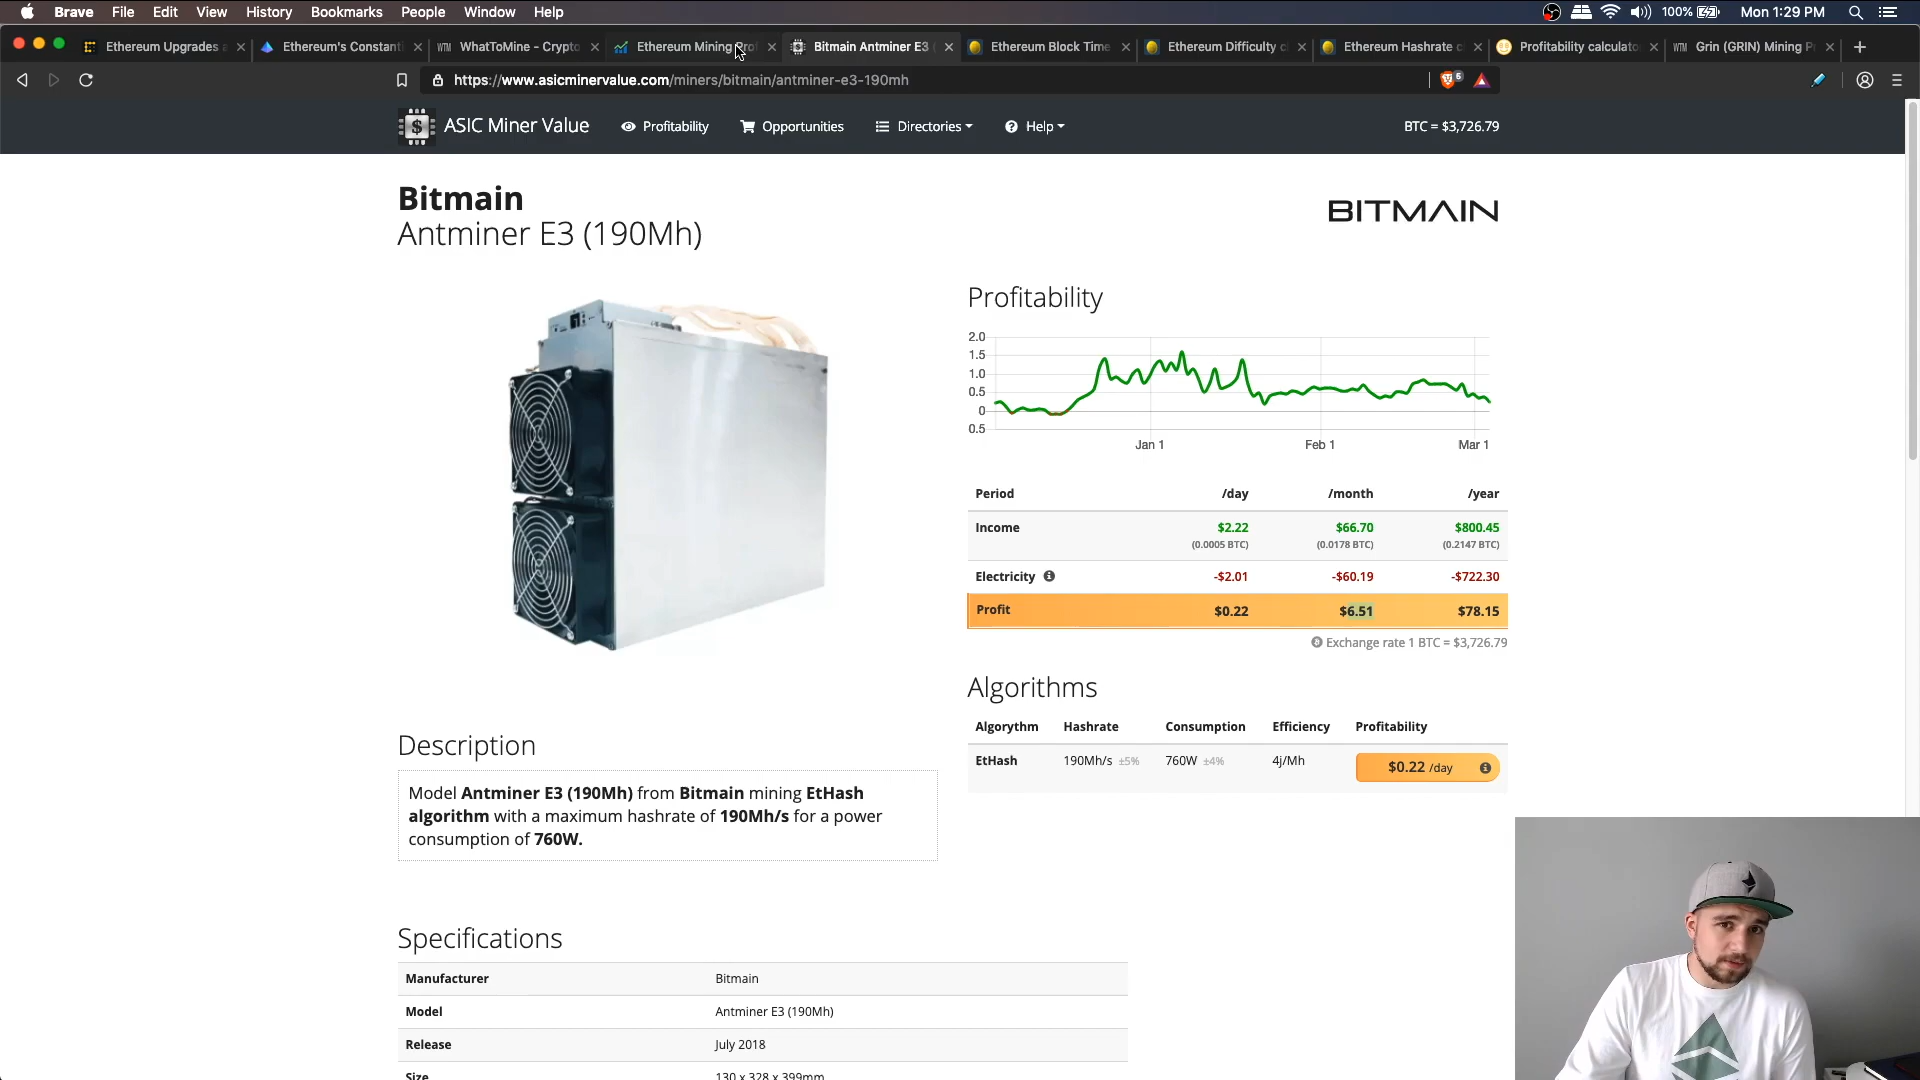 Brave File Edit View History Bookmarks People Window Help 100% Mon 1:29 PM
Ethereum Upgrades Ethereum's Constanti WTM WhatToMine - Crypto Ethereum Mining Prof Bitmain Antminer E3 ( Ethereum Block Time Ethereum Difficulty c Ethereum Hashrate c Profitability calculato WTM Grin (GRIN) Mining P
https://www.asicminervalue.com/miners/bitmain/antminer-e3-190mh 5
$ ASIC Miner Value Profitability Opportunities Directories Help BTC = $3,726.79
Bitmain
Antminer E3 (190Mh)
BITMAIN
Profitability
2.0
1.5
1.0
0.5
0
0.5
Jan 1 Feb 1 Mar 1
Period /day /month /year
Income $2.22 $66.70 $800.45
(0.0005 BTC) (0.0178 BTC) (0.2147 BTC)
Electricity -$2.01 -$60.19 -$722.30
Profit $0.22 $6.51 $78.15
Exchange rate 1 BTC = $3,726.79
Algorithms
Algorythm Hashrate Consumption Efficiency Profitability
EtHash 190Mh/s ±5% 760W ±4% 4j/Mh $0.22 /day
Description
Model Antminer E3 (190Mh) from Bitmain mining EtHash
algorithm with a maximum hashrate of 190Mh/s for a power
consumption of 760W.
Specifications
Manufacturer Bitmain
Model Antminer E3 (190Mh)
Release July 2018
Size 130 x 328 x 399mm